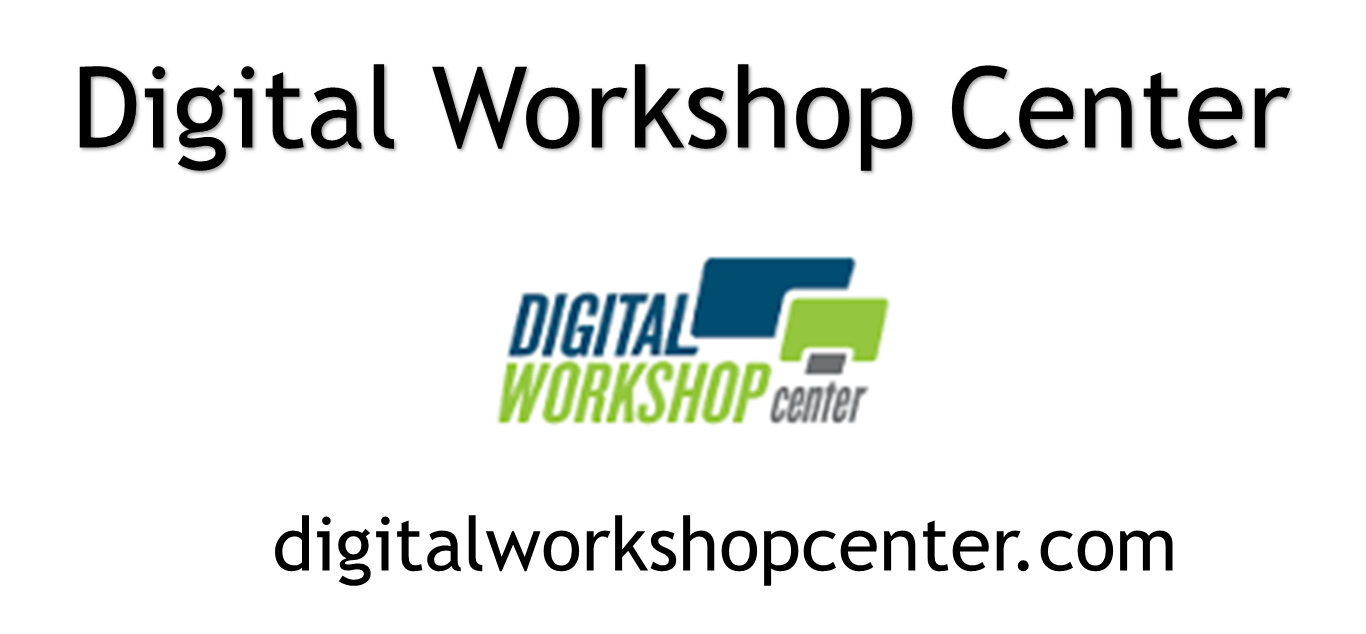 Digital Workshop Center
DIGITAL
WORKSHOP center
digitalworkshopcenter.com